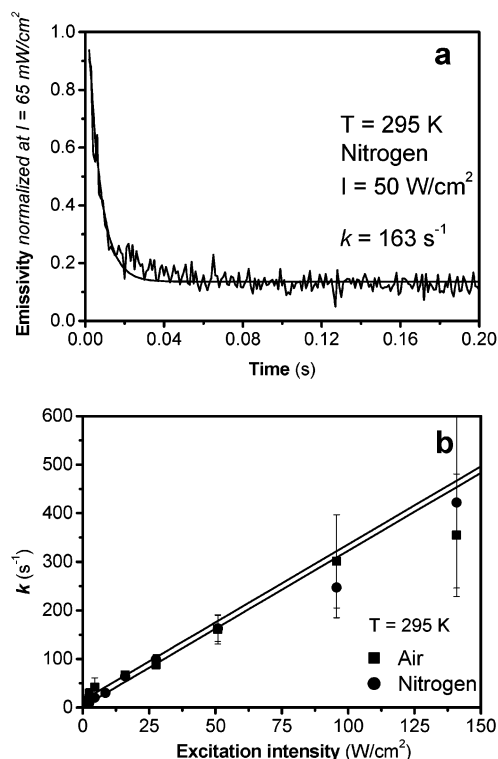 a
Emissivity normalized at I = 65 mW/cm²
1.0
0.8
0.6
0.4
0.2
0.0
T = 295 K
Nitrogen
I = 50 W/cm²
k = 163 s⁻¹
0.00 0.04 0.08 0.12 0.16 0.20
Time (s)
b
k (s⁻¹)
600
500
400
300
200
100
0
T = 295 K
Air
Nitrogen
0 25 50 75 100 125 150
Excitation intensity (W/cm²)